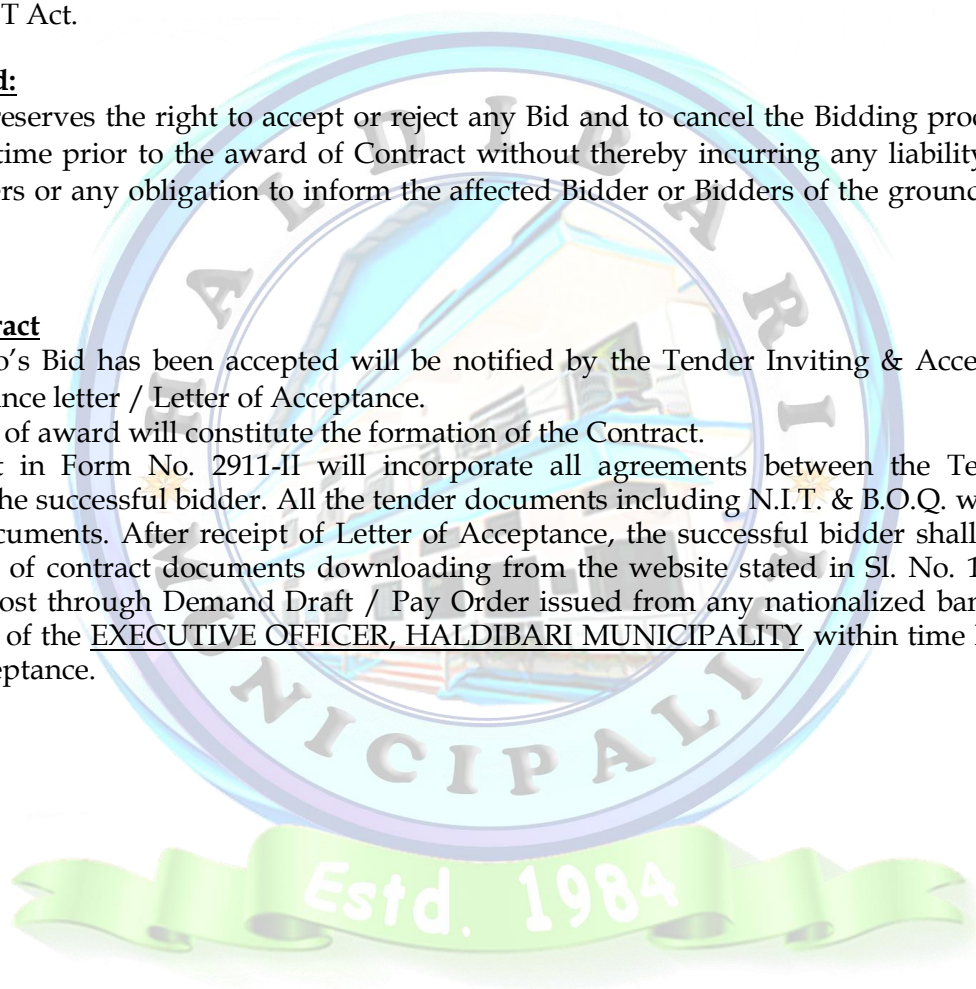 T Act.
d:
reserves the right to accept or reject any Bid and to cancel the Bidding proc
time prior to the award of Contract without thereby incurring any liability
rs or any obligation to inform the affected Bidder or Bidders of the ground
ract
o's Bid has been accepted will be notified by the Tender Inviting & Acce
nce letter / Letter of Acceptance.
of award will constitute the formation of the Contract.
t in Form No. 2911-II will incorporate all agreements between the Te
he successful bidder. All the tender documents including N.I.T. & B.O.Q. w
cuments. After receipt of Letter of Acceptance, the successful bidder shall
of contract documents downloading from the website stated in Sl. No. 1
ost through Demand Draft / Pay Order issued from any nationalized ban
of the EXECUTIVE OFFICER, HALDIBARI MUNICIPALITY within time
eptance.
HALDIBARI
MUNICIPALITY
Estd. 1984